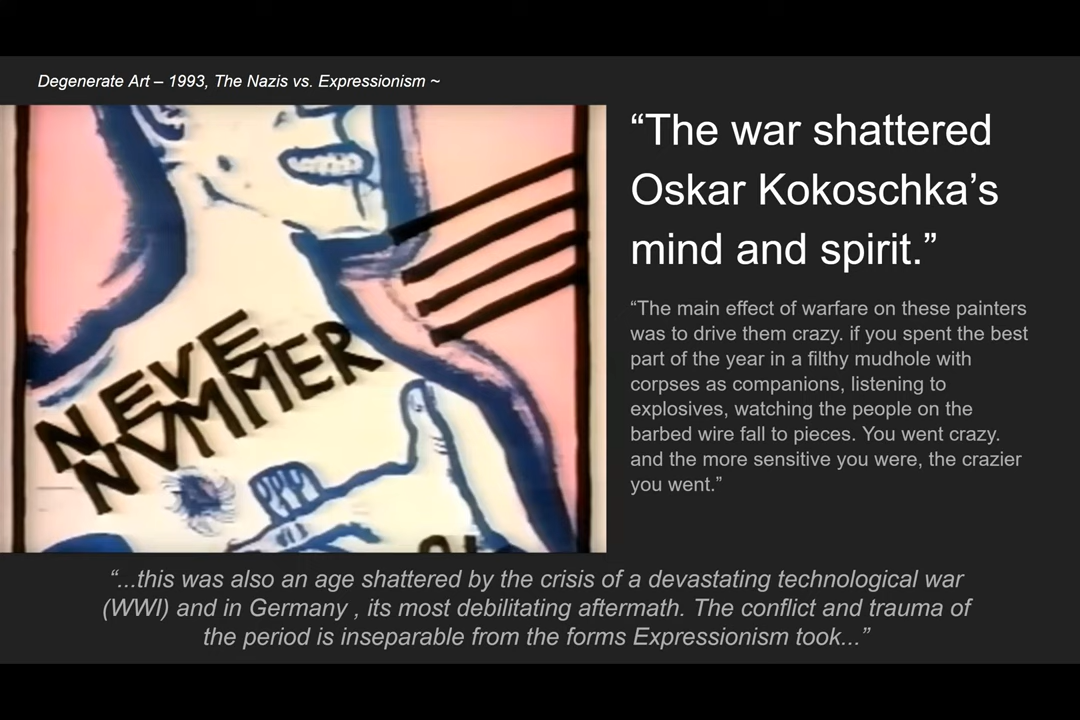 Degenerate Art – 1993, The Nazis vs. Expressionism ~
“The war shattered
Oskar Kokoschka’s
mind and spirit.”
NEVE
NVMMER
“The main effect of warfare on these painters
was to drive them crazy. if you spent the best
part of the year in a filthy mudhole with
corpses as companions, listening to
explosives, watching the people on the
barbed wire fall to pieces. You went crazy.
and the more sensitive you were, the crazier
you went.”
“...this was also an age shattered by the crisis of a devastating technological war
(WWI) and in Germany , its most debilitating aftermath. The conflict and trauma of
the period is inseparable from the forms Expressionism took...”